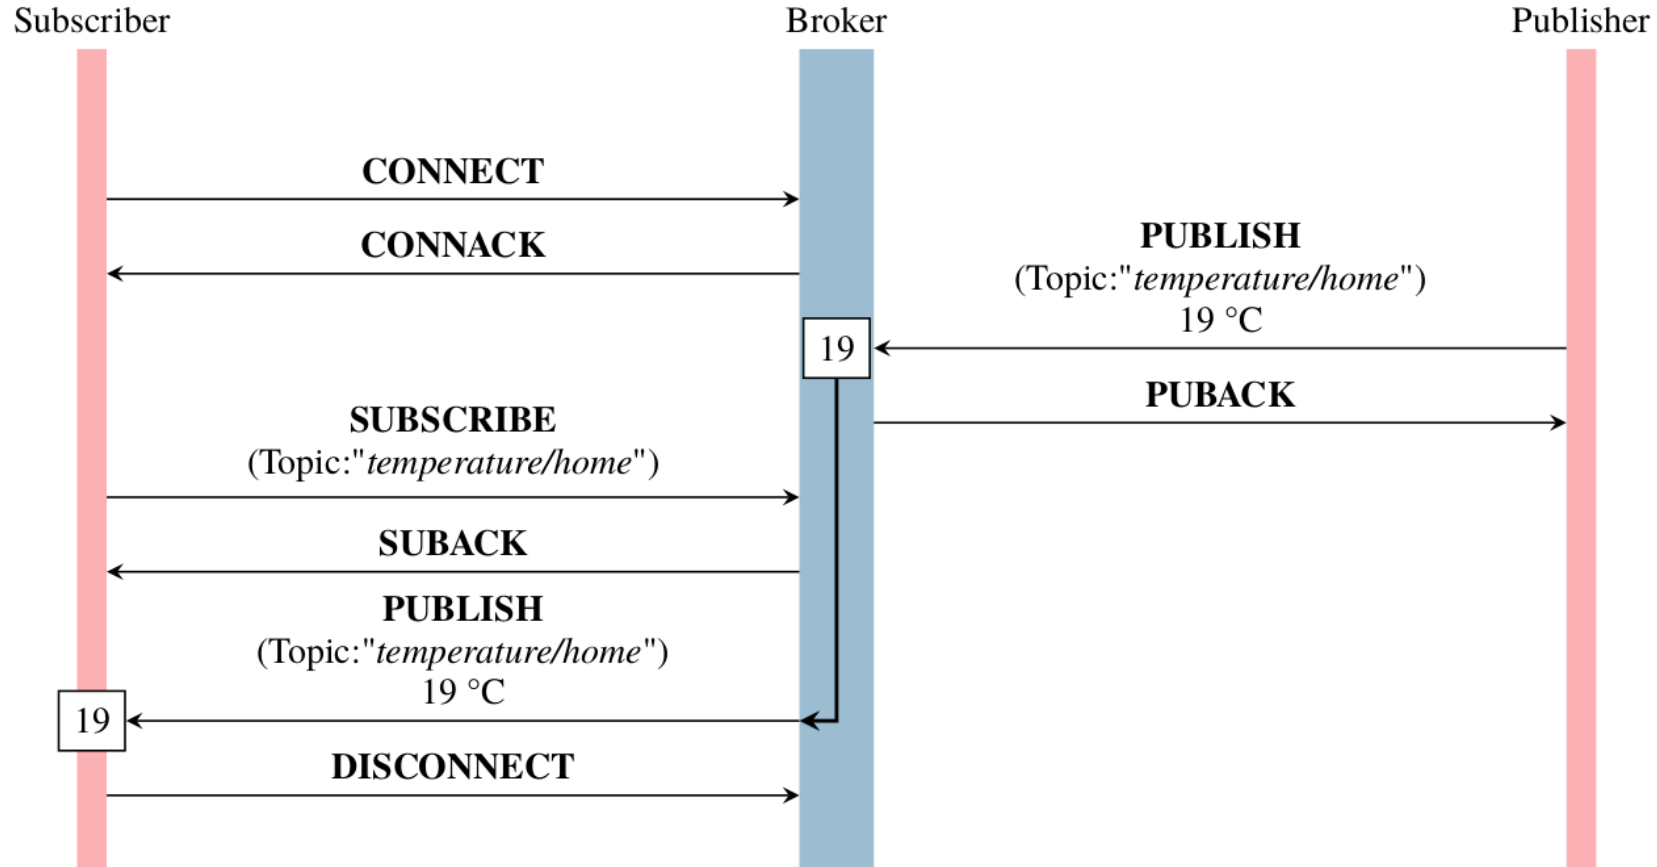 Subscriber
Broker
Publisher
CONNECT
CONNACK
PUBLISH
(Topic:"temperature/home")
19 °C
19
PUBACK
SUBSCRIBE
(Topic:"temperature/home")
SUBACK
PUBLISH
(Topic:"temperature/home")
19 °C
19
DISCONNECT